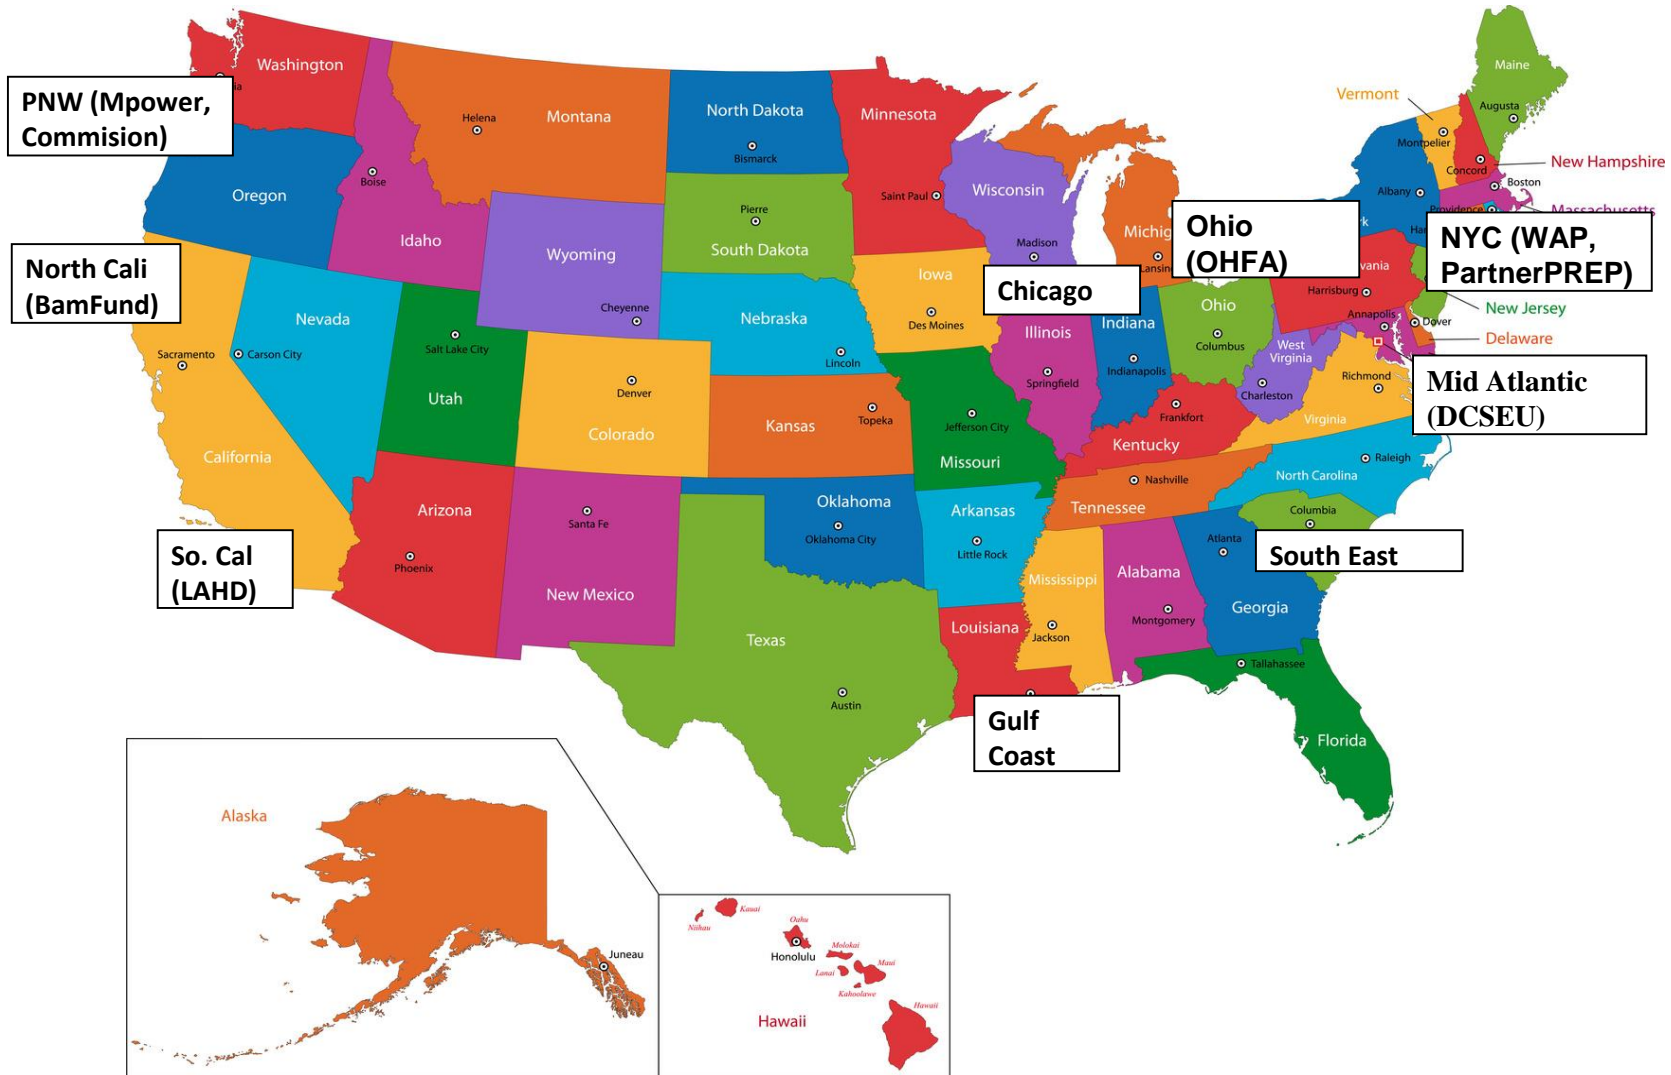 Washington
PNW (Mpower,
Commision)
Montana
Helena
North Dakota
Bismarck
Minnesota
Saint Paul
Maine
Augusta
Vermont
Montpelier
New Hampshire
Concord
Boston
Massachusetts
Albany
Providence
Oregon
Boise
Idaho
Wyoming
Cheyenne
Pierre
South Dakota
Wisconsin
Madison
Ohio
(OHFA)
NYC (WAP,
PartnerPREP)
North Cali
(BamFund)
Chicago
Iowa
Des Moines
Nebraska
Lincoln
Nevada
Carson City
Sacramento
Salt Lake City
Utah
Denver
Colorado
Kansas
Topeka
Illinois
Springfield
Indiana
Indianapolis
Ohio
Columbus
Harrisburg
New Jersey
Annapolis
Dover
Delaware
West
Virginia
Charleston
Richmond
Virginia
Mid Atlantic
(DCSEU)
California
Jefferson City
Missouri
Frankfort
Kentucky
Nashville
Tennessee
Raleigh
North Carolina
Columbia
So. Cal
(LAHD)
Arizona
Phoenix
Santa Fe
New Mexico
Oklahoma
Oklahoma City
Arkansas
Little Rock
Mississippi
Jackson
Alabama
Montgomery
Atlanta
Georgia
South East
Texas
Austin
Louisiana
Gulf
Coast
Tallahassee
Florida
Alaska
Juneau
Kauai
Niihau
Oahu
Honolulu
Molokai
Lanai
Maui
Kahoolawe
Hawaii
Hawaii